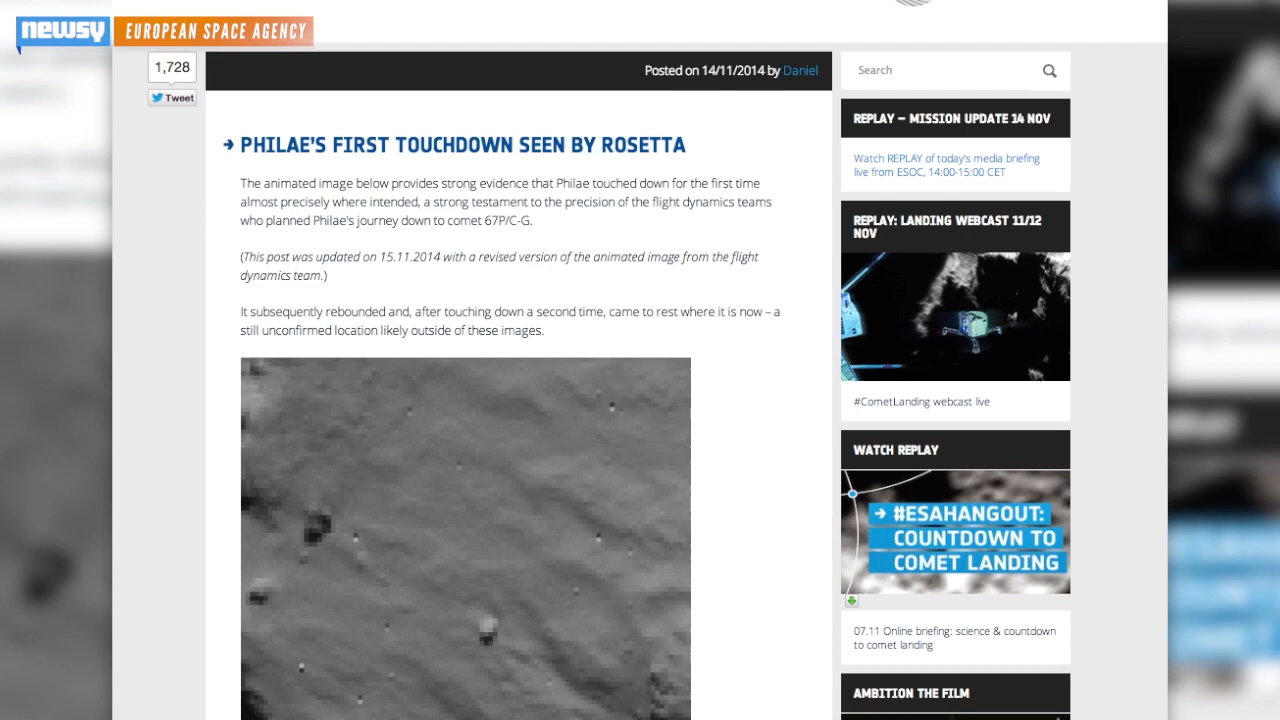 newsy EUROPEAN SPACE AGENCY
1,728
Tweet
Posted on 14/11/2014 by Daniel
PHILAE'S FIRST TOUCHDOWN SEEN BY ROSETTA
The animated image below provides strong evidence that Philae touched down for the first time
almost precisely where intended, a strong testament to the precision of the flight dynamics teams
who planned Philae's journey down to comet 67P/C-G.
(This post was updated on 15.11.2014 with a revised version of the animated image from the flight
dynamics team.)
It subsequently rebounded and, after touching down a second time, came to rest where it is now – a
still unconfirmed location likely outside of these images.
Search
REPLAY – MISSION UPDATE 14 NOV
Watch REPLAY of today's media briefing
live from ESOC, 14:00-15:00 CET
REPLAY: LANDING WEBCAST 11/12
NOV
#CometLanding webcast live
WATCH REPLAY
#ESAHANGOUT:
COUNTDOWN TO
COMET LANDING
07.11 Online briefing: science & countdown
to comet landing
AMBITION THE FILM